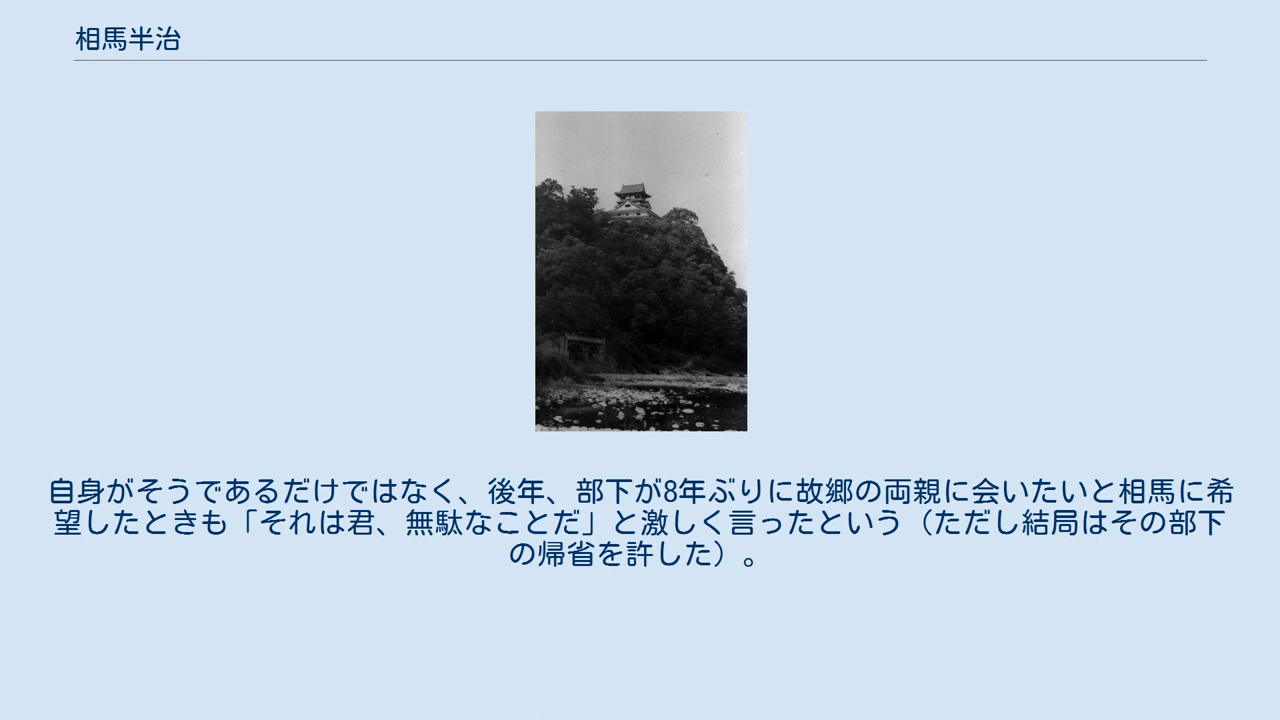 相馬半治
自身がそうであるだけではなく、後年、部下が8年ぶりに故郷の両親に会いたいと相馬に希
望したときも「それは君、無駄なことだ」と激しく言ったという（ただし結局はその部下
の帰省を許した）。